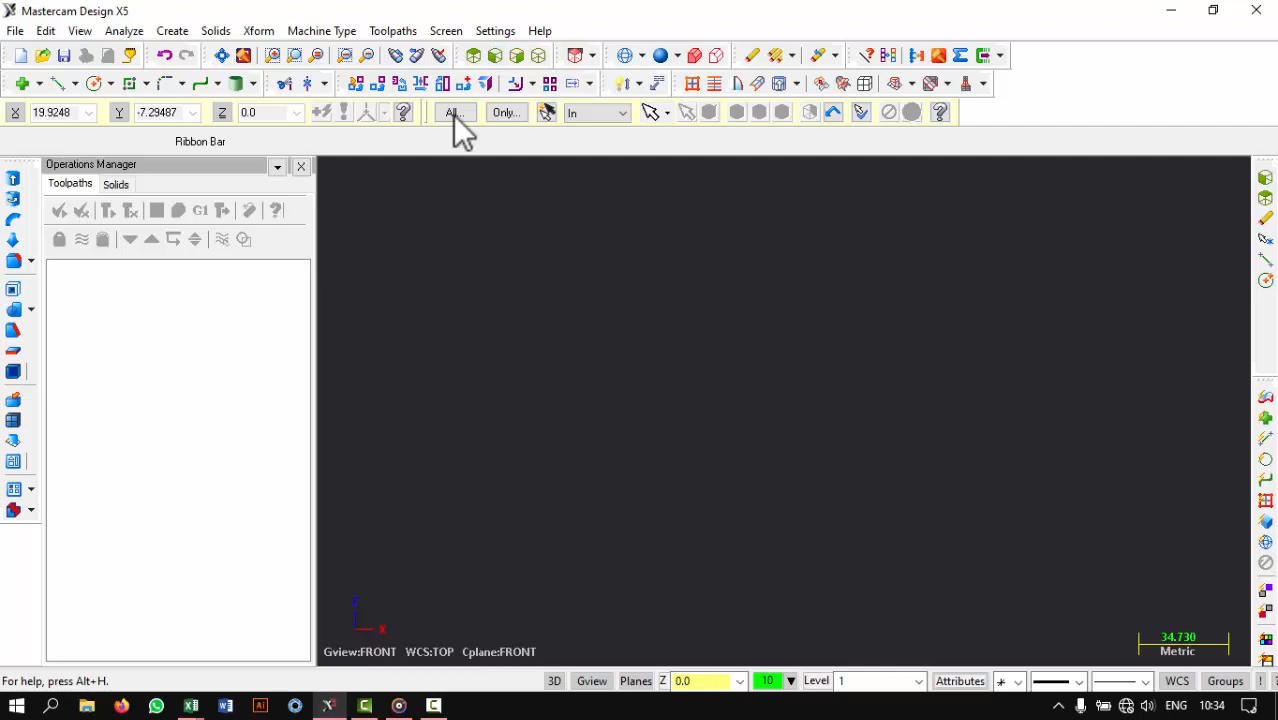 Mastercam Design X5
File Edit View Analyze Create Solids Xform Machine Type Toolpaths Screen Settings Help
X 19.9248 Y -7.29487 Z 0.0 All... Only... In
Ribbon Bar
Operations Manager
Toolpaths Solids
G1
Z
X
Gview:FRONT WCS:TOP Cplane:FRONT
34.730
Metric
For help, press Alt+H.
3D Gview Planes Z 0.0 10 Level 1 Attributes WCS Groups ! ?
ENG 10:34